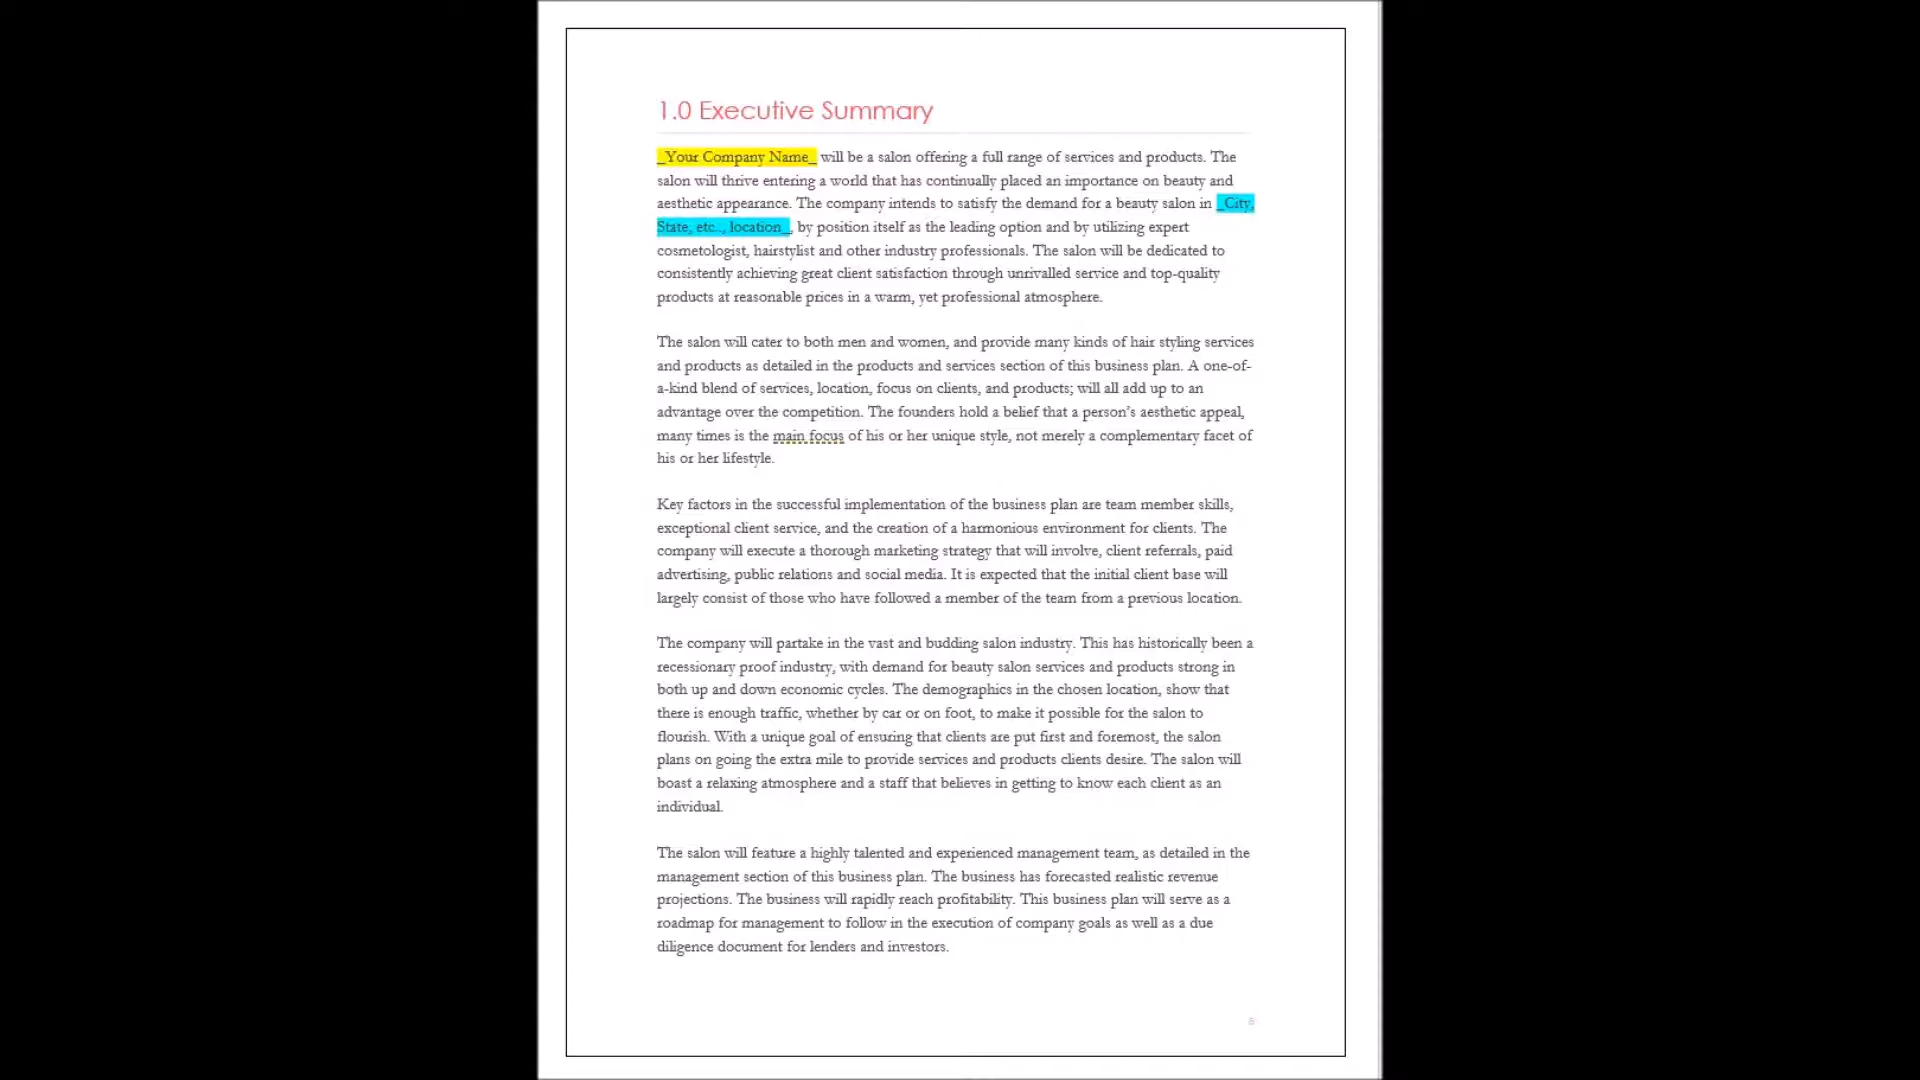 1.0 Executive Summary
_Your Company Name_ will be a salon offering a full range of services and products. The
salon will thrive entering a world that has continually placed an importance on beauty and
aesthetic appearance. The company intends to satisfy the demand for a beauty salon in _City,
State, etc.., location_, by position itself as the leading option and by utilizing expert
cosmetologist, hairstylist and other industry professionals. The salon will be dedicated to
consistently achieving great client satisfaction through unrivalled service and top-quality
products at reasonable prices in a warm, yet professional atmosphere.
The salon will cater to both men and women, and provide many kinds of hair styling services
and products as detailed in the products and services section of this business plan. A one-of-
a-kind blend of services, location, focus on clients, and products; will all add up to an
advantage over the competition. The founders hold a belief that a person's aesthetic appeal,
many times is the main focus of his or her unique style, not merely a complementary facet of
his or her lifestyle.
Key factors in the successful implementation of the business plan are team member skills,
exceptional client service, and the creation of a harmonious environment for clients. The
company will execute a thorough marketing strategy that will involve, client referrals, paid
advertising, public relations and social media. It is expected that the initial client base will
largely consist of those who have followed a member of the team from a previous location.
The company will partake in the vast and budding salon industry. This has historically been a
recessionary proof industry, with demand for beauty salon services and products strong in
both up and down economic cycles. The demographics in the chosen location, show that
there is enough traffic, whether by car or on foot, to make it possible for the salon to
flourish. With a unique goal of ensuring that clients are put first and foremost, the salon
plans on going the extra mile to provide services and products clients desire. The salon will
boast a relaxing atmosphere and a staff that believes in getting to know each client as an
individual.
The salon will feature a highly talented and experienced management team, as detailed in the
management section of this business plan. The business has forecasted realistic revenue
projections. The business will rapidly reach profitability. This business plan will serve as a
roadmap for management to follow in the execution of company goals as well as a due
diligence document for lenders and investors.